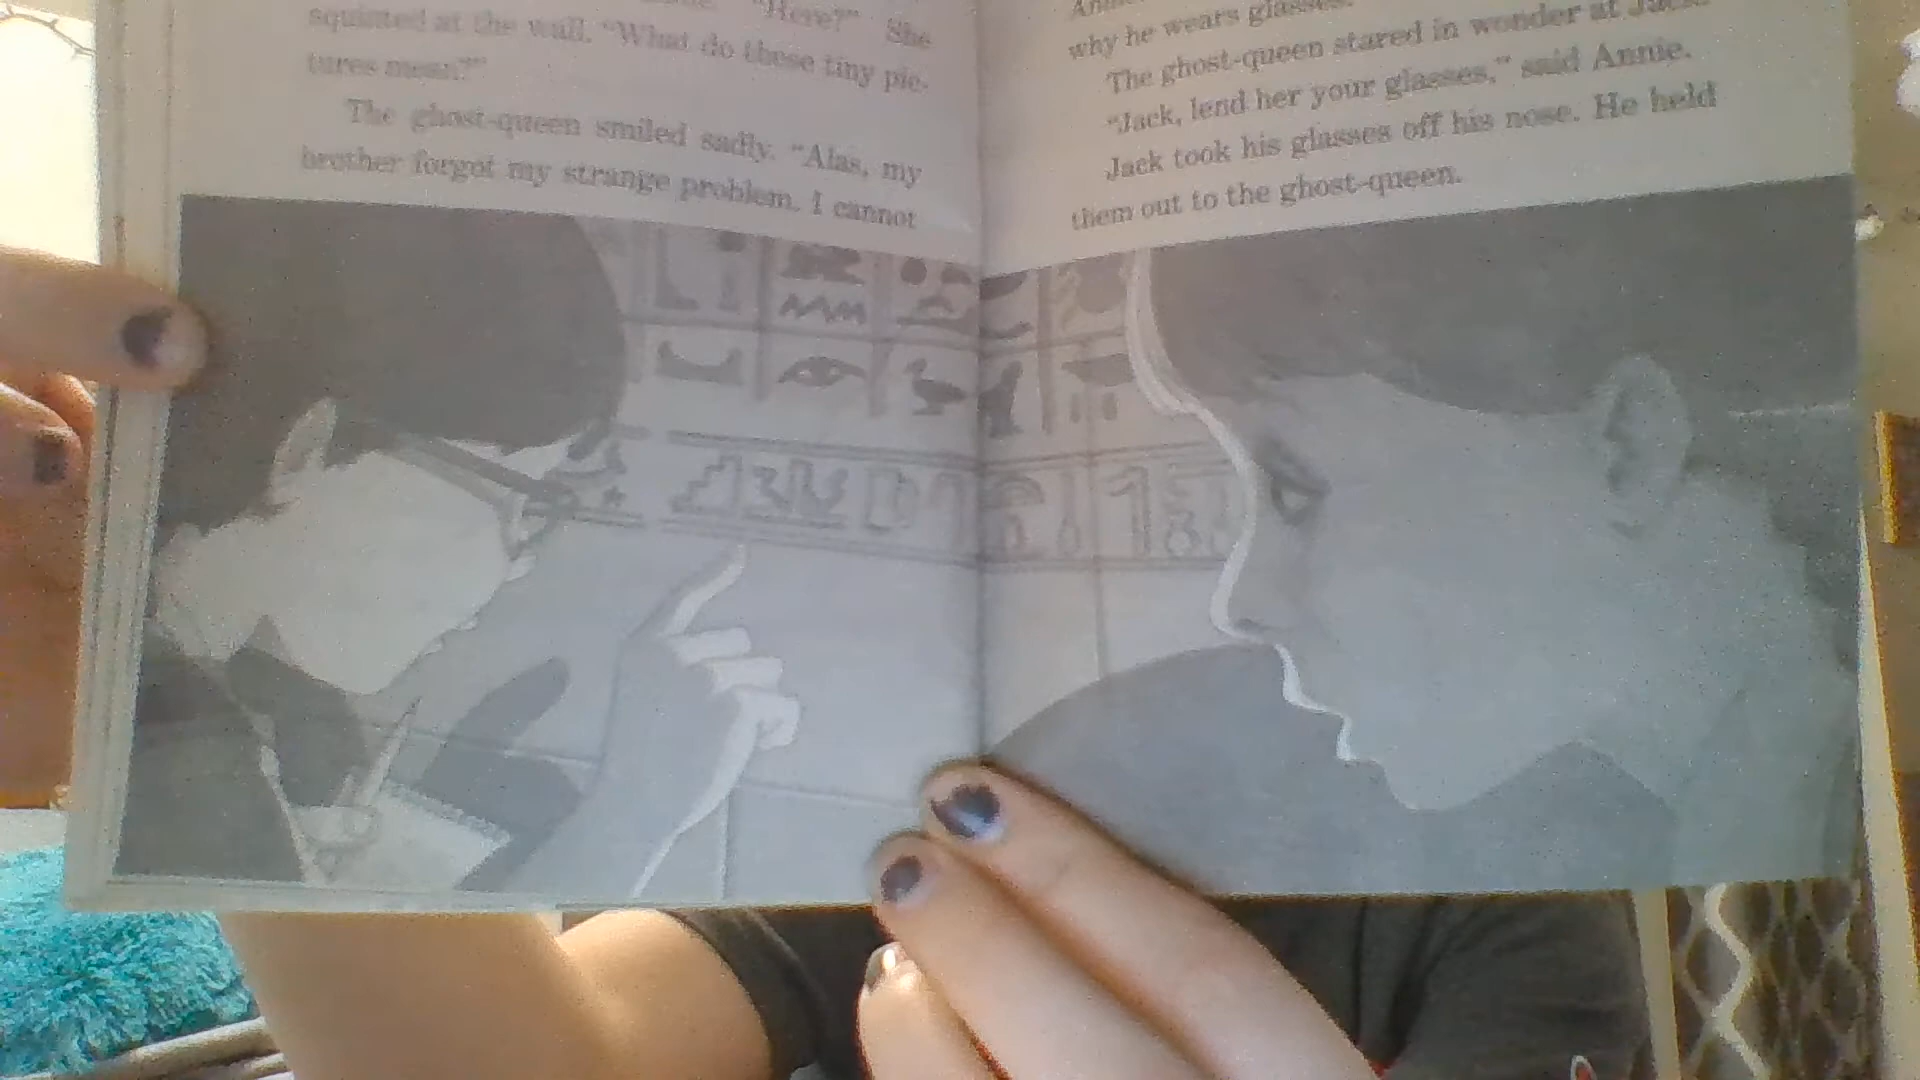 "Here?" She
squinted at the wall. "What do these tiny pic-
tures mean?"
The ghost-queen smiled sadly. "Alas, my
brother forgot my strange problem. I cannot
why he wears glasses.
The ghost-queen stared in wonder at Jack.
"Jack, lend her your glasses," said Annie.
Jack took his glasses off his nose. He held
them out to the ghost-queen.